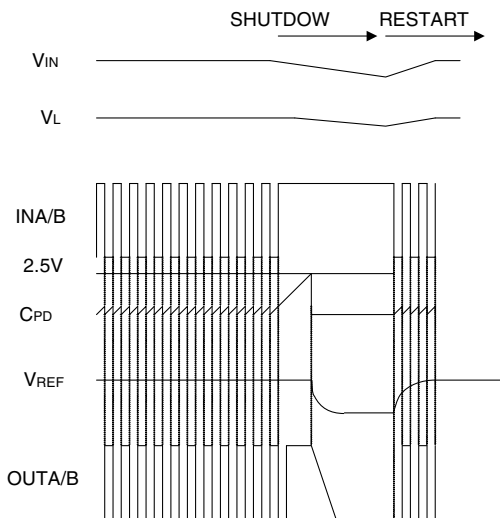 SHUTDOW RESTART
VIN
VL
INA/B
2.5V
CPD
VREF
OUTA/B